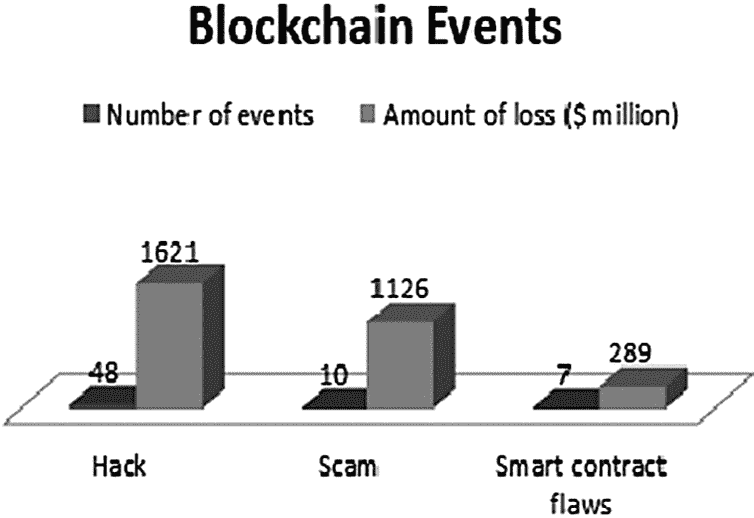 Blockchain Events
Number of events Amount of loss ($ million)
1621
1126
289
48
10
7
Hack Scam Smart contract
flaws